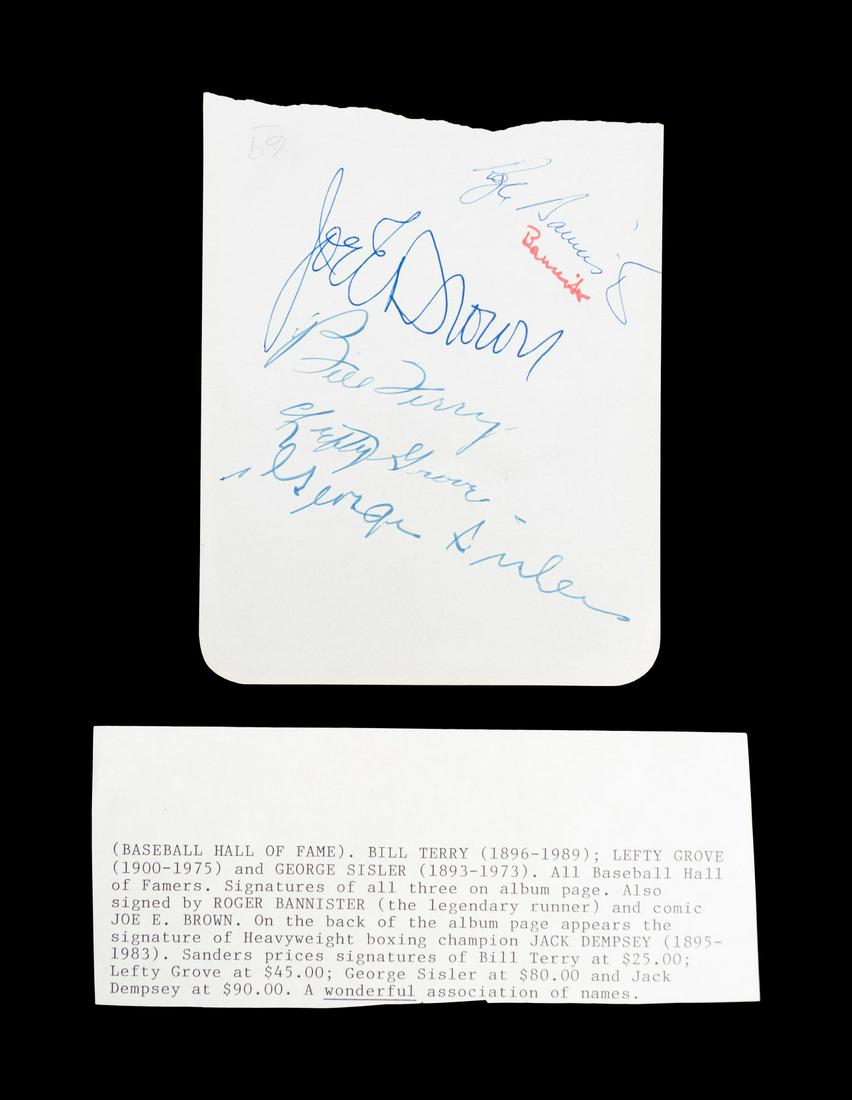 69
Roger Bannister
Bannister
Joe E Brown
Bill Terry
Lefty Grove
George Sisler
(BASEBALL HALL OF FAME). BILL TERRY (1896-1989); LEFTY GROVE
(1900-1975) and GEORGE SISLER (1893-1973). All Baseball Hall
of Famers. Signatures of all three on album page. Also
signed by ROGER BANNISTER (the legendary runner) and comic
JOE E. BROWN. On the back of the album page appears the
signature of Heavyweight boxing champion JACK DEMPSEY (1895-
1983). Sanders prices signatures of Bill Terry at $25.00;
Lefty Grove at $45.00; George Sisler at $80.00 and Jack
Dempsey at $90.00. A wonderful association of names.